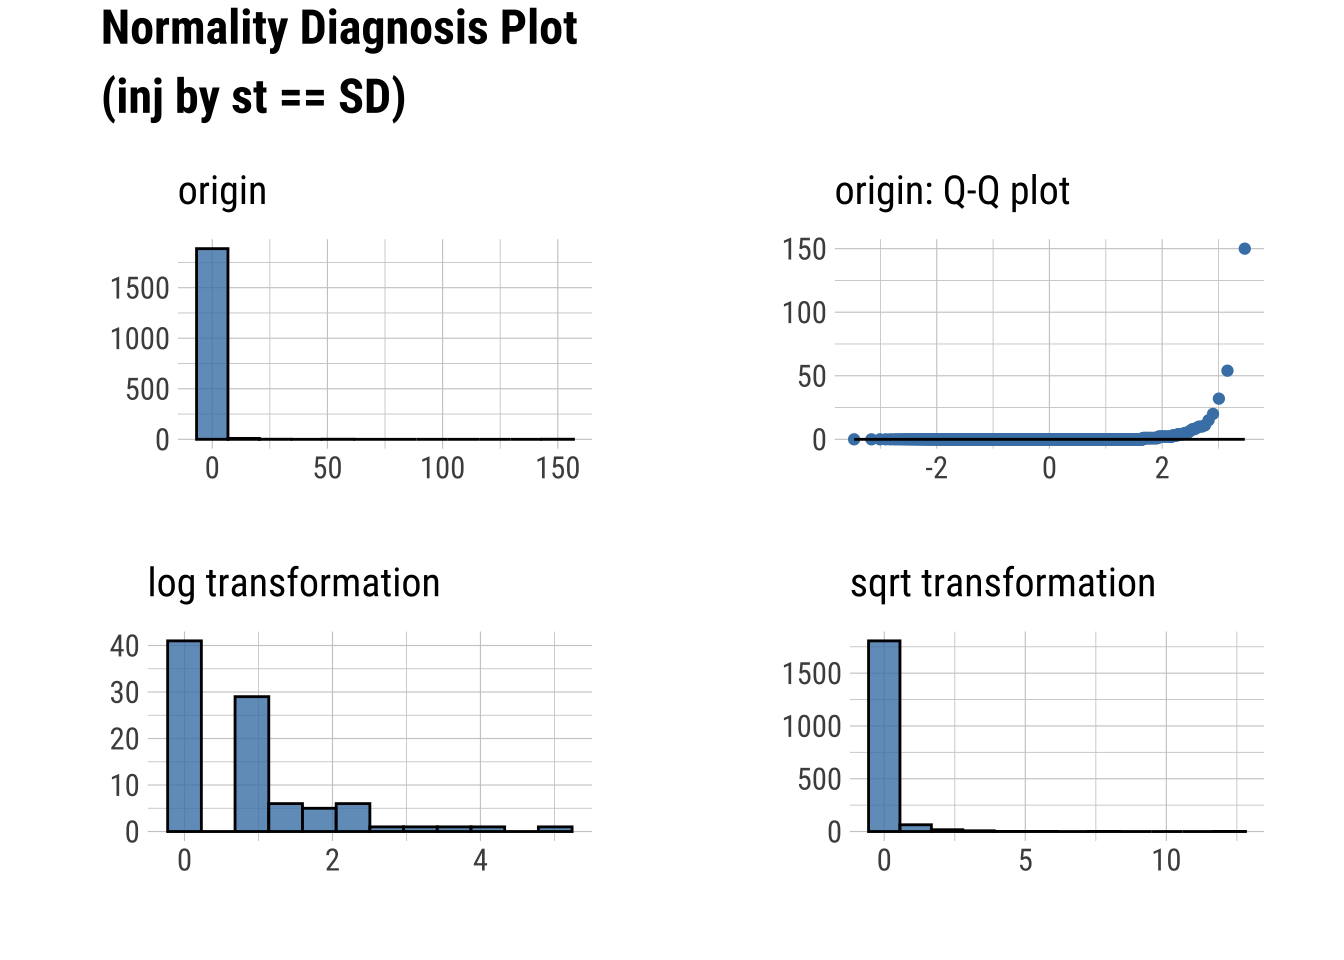 Normality Diagnosis Plot
(inj by st == SD)
origin
1500
1000
500
0
0 50 100 150
origin: Q-Q plot
150
100
50
0
-2 0 2
log transformation
40
30
20
10
0
0 2 4
sqrt transformation
1500
1000
500
0
0 5 10